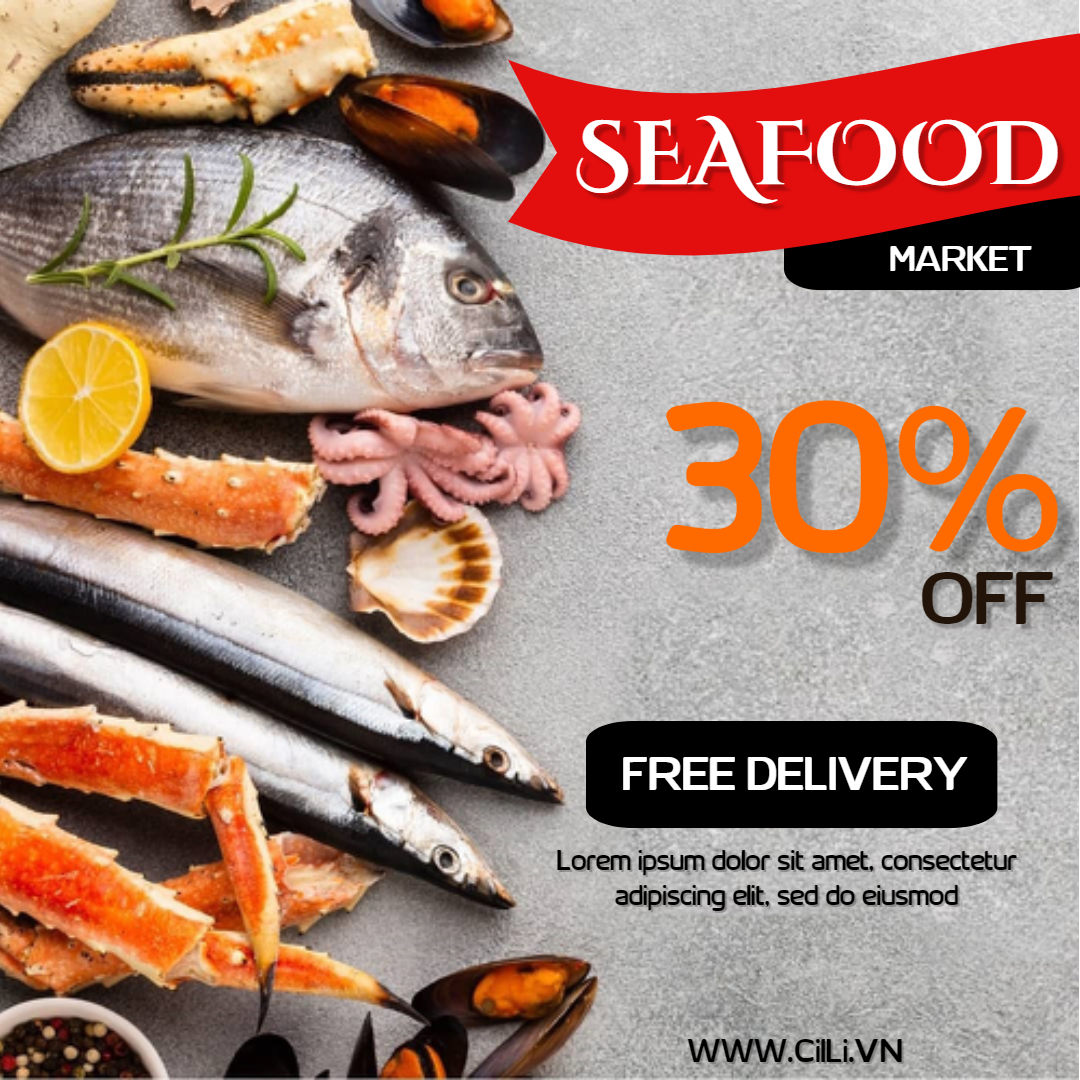 SEAFOOD
MARKET
30%
OFF
FREE DELIVERY
Lorem ipsum dolor sit amet, consectetur
adipiscing elit, sed do eiusmod
WWW.CiILi.VN